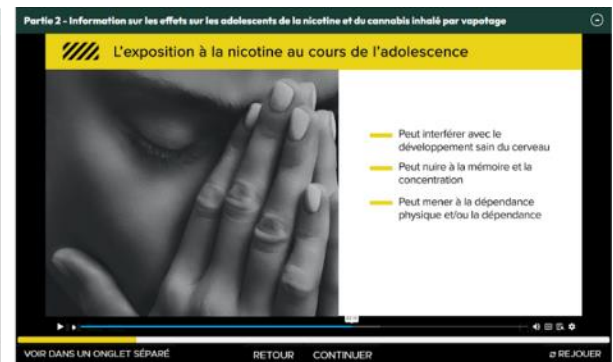 Partie 2 - Information sur les effets sur les adolescents de la nicotine et du cannabis inhalé par vapotage
L'exposition à la nicotine au cours de l'adolescence
Peut interférer avec le
développement sain du cerveau
Peut nuire à la mémoire et la
concentration
Peut mener à la dépendance
physique et/ou la dépendance
VOIR DANS UN ONGLET SÉPARÉ
RETOUR
CONTINUER
REJOUER